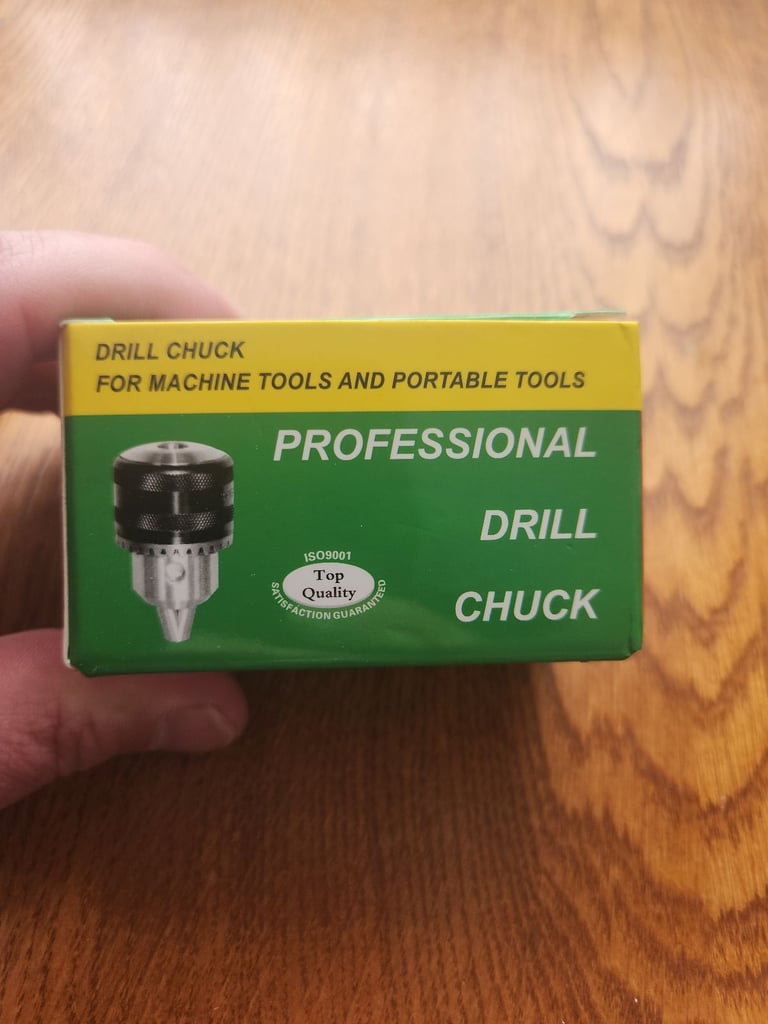 DRILL CHUCK
FOR MACHINE TOOLS AND PORTABLE TOOLS
PROFESSIONAL
DRILL
CHUCK
ISO9001
Top
Quality
SATISFACTION GUARANTEED